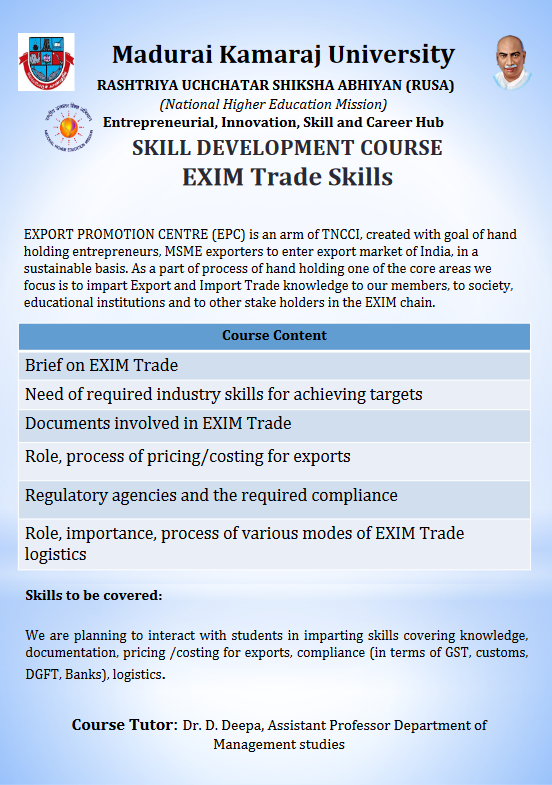 Madurai Kamaraj University
RASHTRIYA UCHCHATAR SHIKSHA ABHIYAN (RUSA)
(National Higher Education Mission)
Entrepreneurial, Innovation, Skill and Career Hub
SKILL DEVELOPMENT COURSE
EXIM Trade Skills
EXPORT PROMOTION CENTRE (EPC) is an arm of TNCCI, created with goal of hand
holding entrepreneurs, MSME exporters to enter export market of India, in a
sustainable basis. As a part of process of hand holding one of the core areas we
focus is to impart Export and Import Trade knowledge to our members, to society,
educational institutions and to other stake holders in the EXIM chain.
Course Content
Brief on EXIM Trade
Need of required industry skills for achieving targets
Documents involved in EXIM Trade
Role, process of pricing/costing for exports
Regulatory agencies and the required compliance
Role, importance, process of various modes of EXIM Trade
logistics
Skills to be covered:
We are planning to interact with students in imparting skills covering knowledge,
documentation, pricing /costing for exports, compliance (in terms of GST, customs,
DGFT, Banks), logistics.
Course Tutor: Dr. D. Deepa, Assistant Professor Department of
Management studies